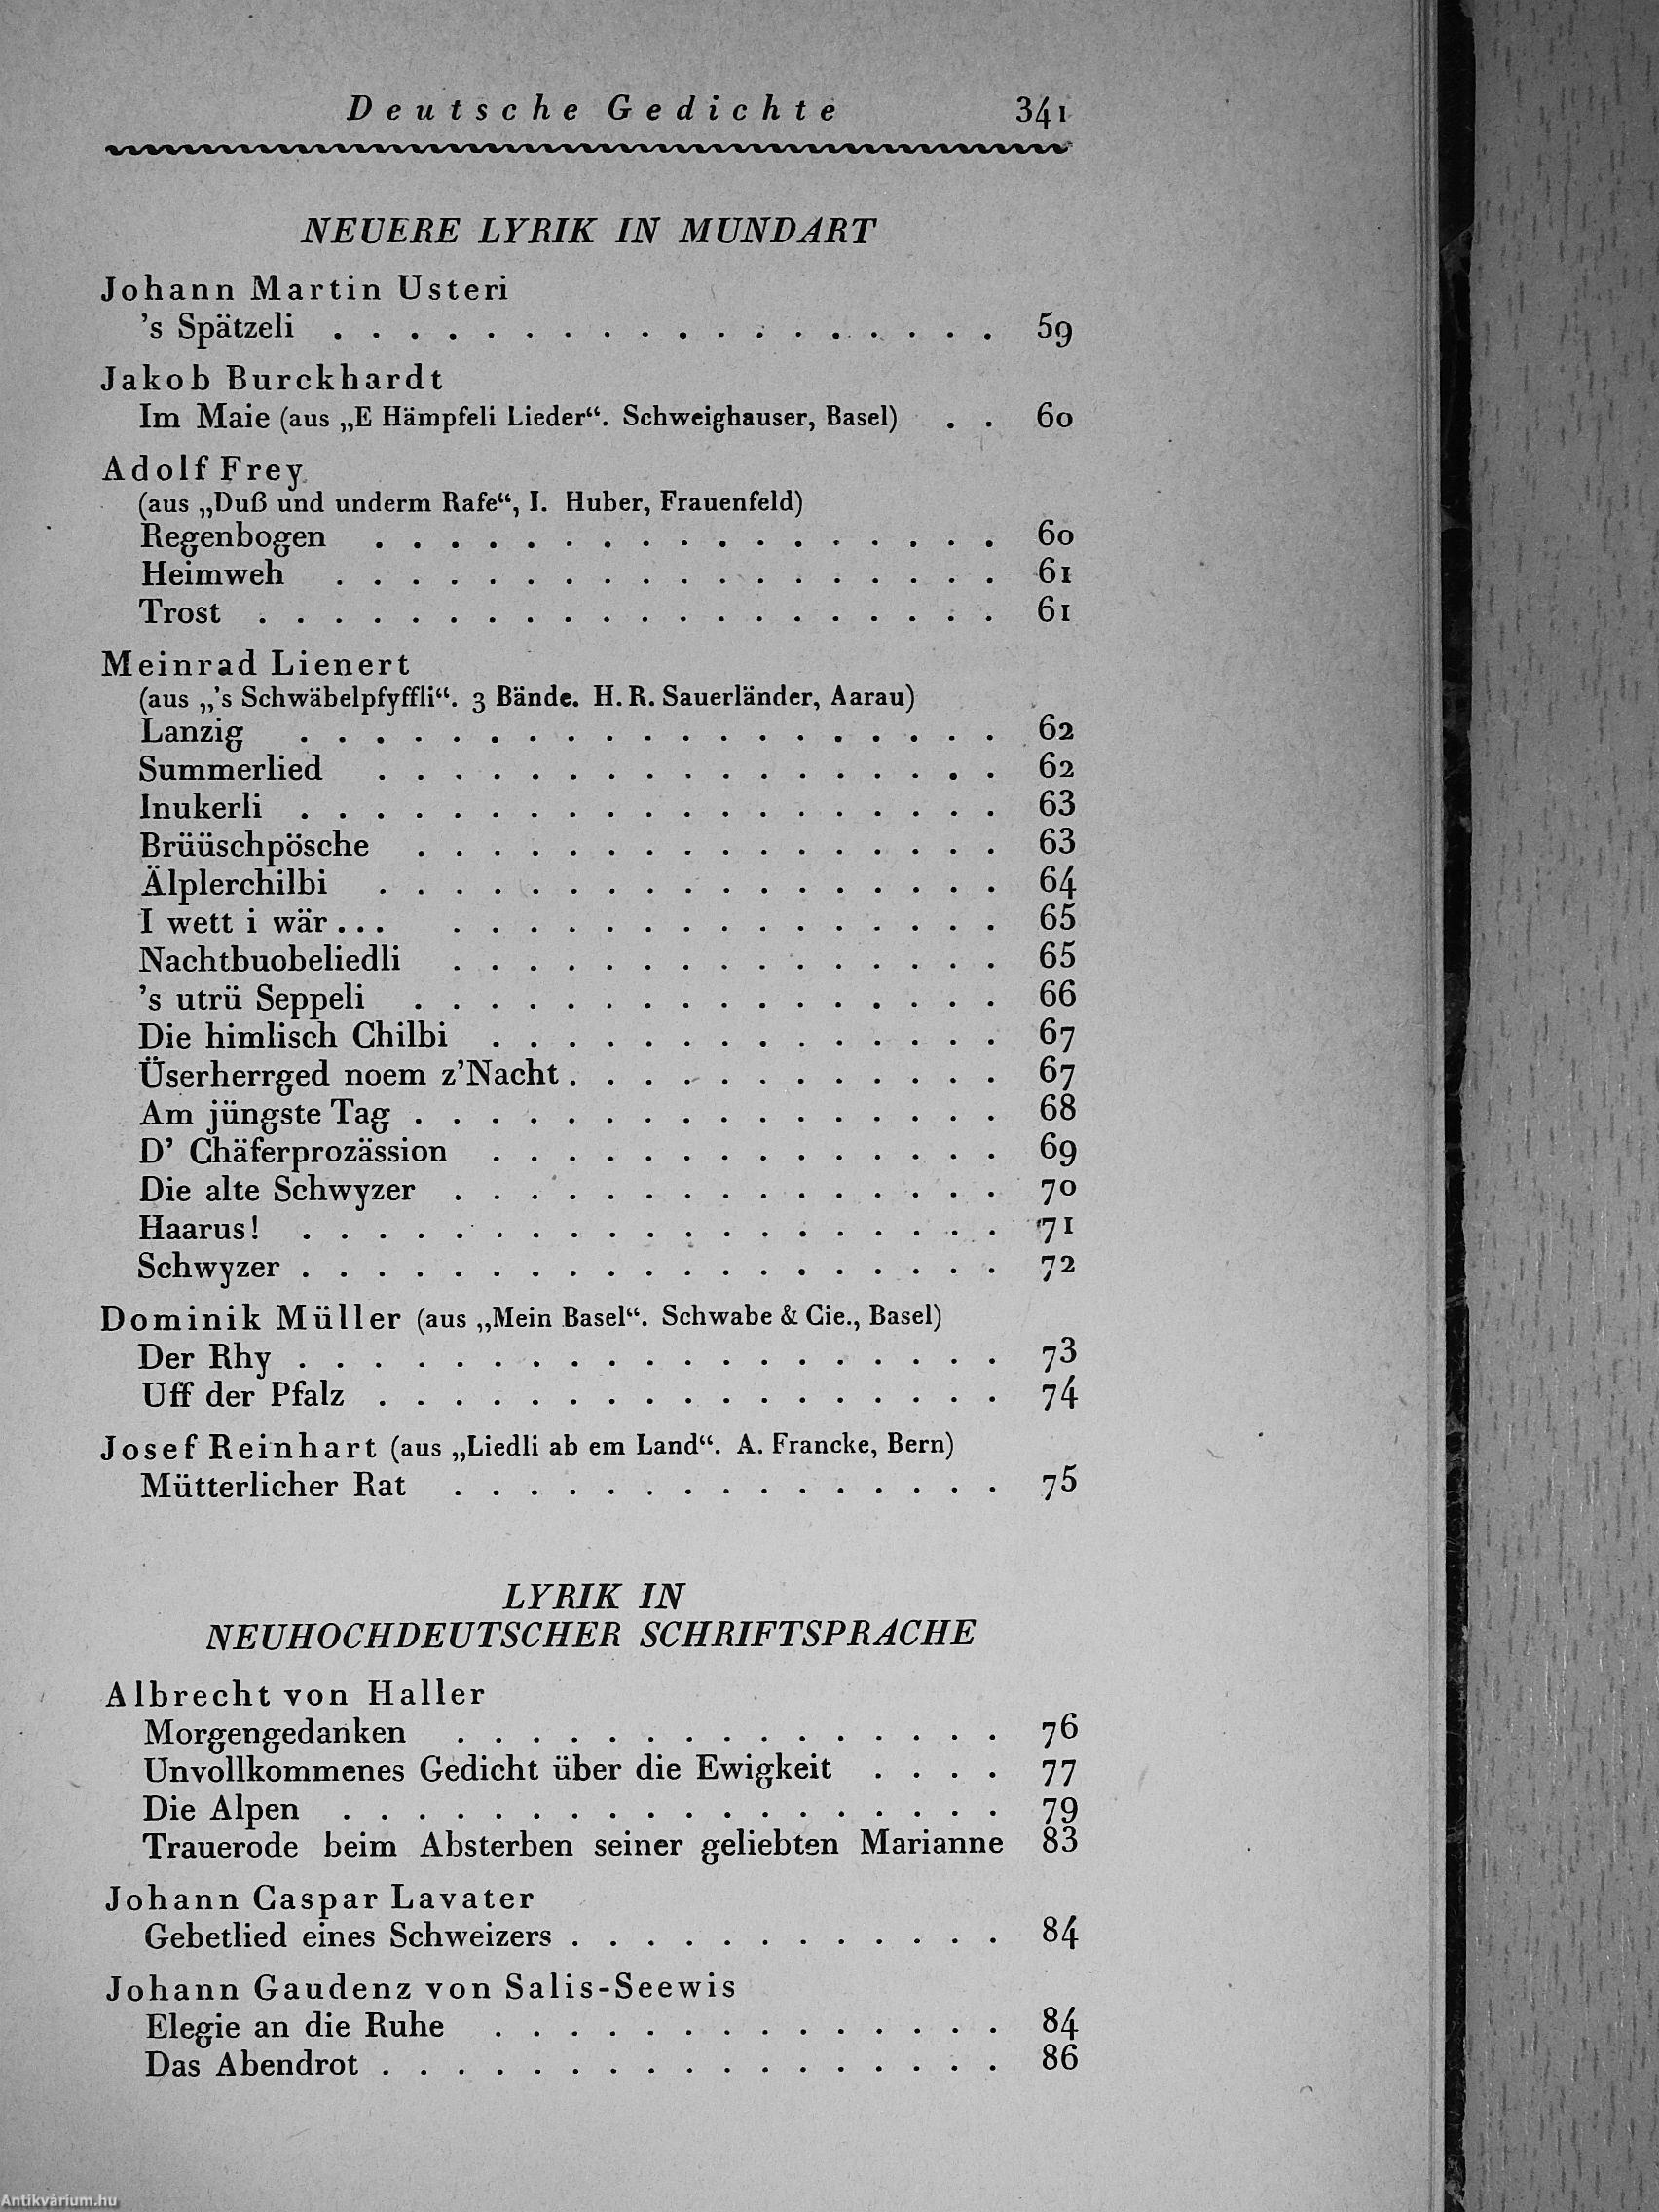 Deutsche Gedichte 341
NEUERE LYRIK IN MUNDART
Johann Martin Usteri
’s Spätzeli . . . . . . . . . . . . . . . . . . 59
Jakob Burckhardt
Im Maie (aus „E Hämpfeli Lieder“. Schweighauser, Basel) . . 60
Adolf Frey
(aus „Duß und underm Rafe“, I. Huber, Frauenfeld)
Regenbogen . . . . . . . . . . . . . . . . . 60
Heimweh . . . . . . . . . . . . . . . . . . 61
Trost . . . . . . . . . . . . . . . . . . . . 61
Meinrad Lienert
(aus „’s Schwäbelpfyffli“. 3 Bände. H. R. Sauerländer, Aarau)
Lanzig . . . . . . . . . . . . . . . . . . . 62
Summerlied . . . . . . . . . . . . . . . . . 62
Inukerli . . . . . . . . . . . . . . . . . . . 63
Brüüschpösche . . . . . . . . . . . . . . . . 63
Älplerchilbi . . . . . . . . . . . . . . . . . 64
I wett i wär... . . . . . . . . . . . . . . . 65
Nachtbuobeliedli . . . . . . . . . . . . . . . 65
’s utrü Seppeli . . . . . . . . . . . . . . . . 66
Die himlisch Chilbi . . . . . . . . . . . . . . 67
Üserherrged noem z’Nacht . . . . . . . . . . . . 67
Am jüngste Tag . . . . . . . . . . . . . . . . 68
D’ Chäferprozässion . . . . . . . . . . . . . . 69
Die alte Schwyzer . . . . . . . . . . . . . . . 70
Haarus! . . . . . . . . . . . . . . . . . . . 71
Schwyzer . . . . . . . . . . . . . . . . . . . 72
Dominik Müller (aus „Mein Basel“. Schwabe & Cie., Basel)
Der Rhy . . . . . . . . . . . . . . . . . . . 73
Uff der Pfalz . . . . . . . . . . . . . . . . . 74
Josef Reinhart (aus „Liedli ab em Land“. A. Francke, Bern)
Mütterlicher Rat . . . . . . . . . . . . . . . 75
LYRIK IN
NEUHOCHDEUTSCHER SCHRIFTSPRACHE
Albrecht von Haller
Morgengedanken . . . . . . . . . . . . . . . 76
Unvollkommenes Gedicht über die Ewigkeit . . . . 77
Die Alpen . . . . . . . . . . . . . . . . . . 79
Trauerode beim Absterben seiner geliebten Marianne 83
Johann Caspar Lavater
Gebetlied eines Schweizers . . . . . . . . . . . . 84
Johann Gaudenz von Salis-Seewis
Elegie an die Ruhe . . . . . . . . . . . . . . 84
Das Abendrot . . . . . . . . . . . . . . . . . 86
Antikvárium.hu